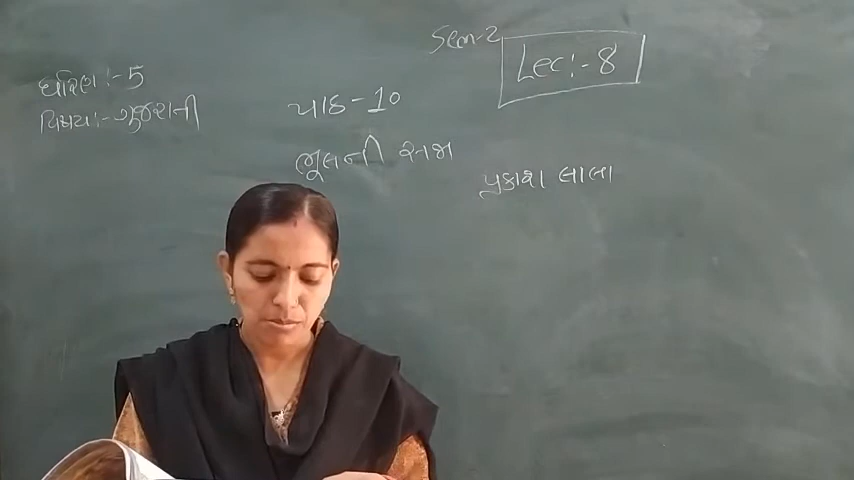 Sem-2
Lec:-8
ધોરણ:-5
વિષય:-ગુજરાતી
પાઠ-10
ભૂલની સજા
પ્રકાશ લાલા